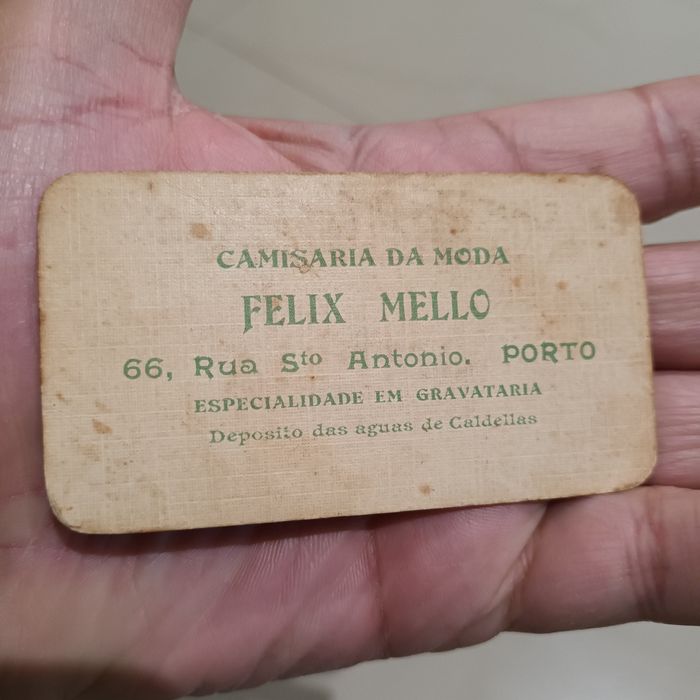 CAMISARIA DA MODA
FELIX MELLO
66, Rua Sto Antonio. PORTO
ESPECIALIDADE EM GRAVATARIA
Deposito das aguas de Caldellas